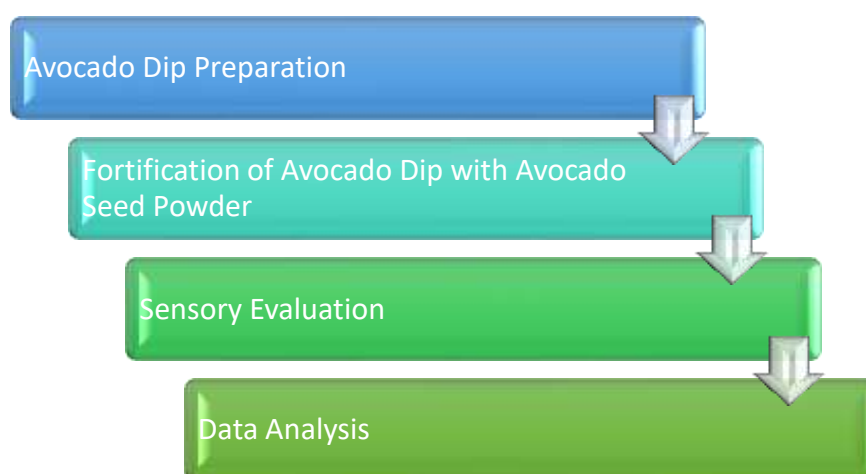 Avocado Dip Preparation
Fortification of Avocado Dip with Avocado
Seed Powder
Sensory Evaluation
Data Analysis